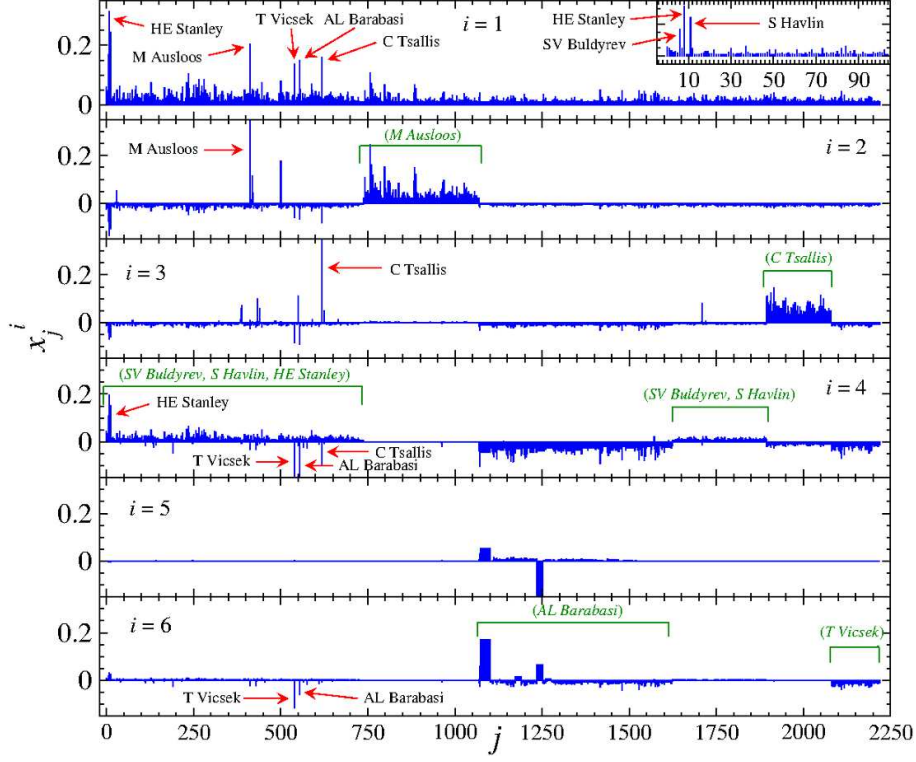 HE Stanley
T Vicsek
AL Barabasi
M Ausloos
C Tsallis
i = 1
HE Stanley
S Havlin
SV Buldyrev
10 30 50 70 90
0.2
0
M Ausloos
(M Ausloos)
i = 2
0.2
0
i = 3
C Tsallis
(C Tsallis)
0.2
0
(SV Buldyrev, S Havlin, HE Stanley)
HE Stanley
(SV Buldyrev, S Havlin)
i = 4
T Vicsek
C Tsallis
AL Barabasi
0.2
0
i = 5
0.2
0
i = 6
(AL Barabasi)
(T Vicsek)
T Vicsek
AL Barabasi
0.2
0
x_j^i
0 250 500 750 1000 1250 1500 1750 2000 2250
j